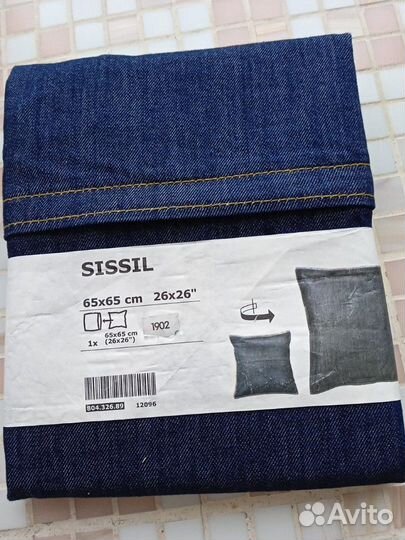 SISSIL
65x65 cm 26x26"
1x
65x65 cm
(26x26")
1902
804.326.89 12096
Avito